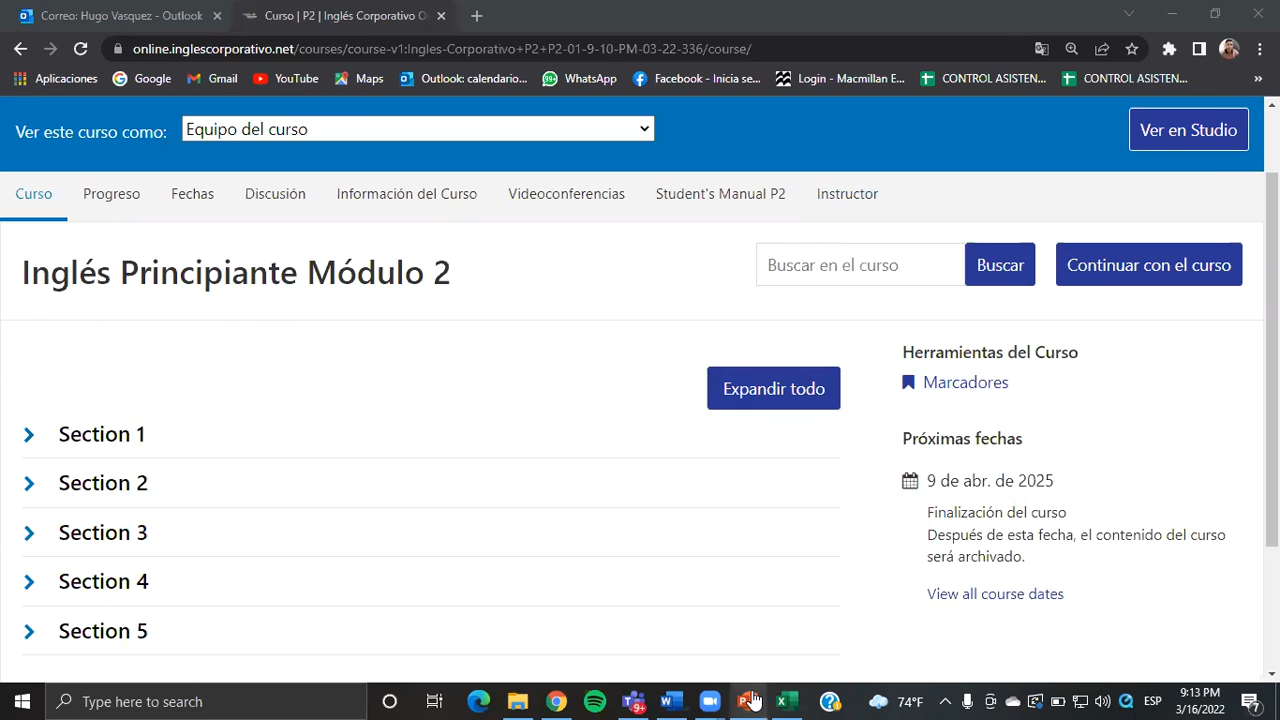 Correo: Hugo Vasquez - Outlook
Curso | P2 | Inglés Corporativo O
online.inglescorporativo.net/courses/course-v1:Ingles-Corporativo+P2+P2-01-9-10-PM-03-22-336/course/
Aplicaciones
Google
Gmail
YouTube
Maps
Outlook: calendario...
WhatsApp
Facebook - Inicia se...
Login - Macmillan E...
CONTROL ASISTEN...
CONTROL ASISTEN...
Ver este curso como:
Equipo del curso
Ver en Studio
Curso
Progreso
Fechas
Discusión
Información del Curso
Videoconferencias
Student's Manual P2
Instructor
Inglés Principiante Módulo 2
Buscar en el curso
Buscar
Continuar con el curso
Expandir todo
Section 1
Section 2
Section 3
Section 4
Section 5
Herramientas del Curso
Marcadores
Próximas fechas
9 de abr. de 2025
Finalización del curso
Después de esta fecha, el contenido del curso
será archivado.
View all course dates
Type here to search
74°F
ESP
9:13 PM
3/16/2022